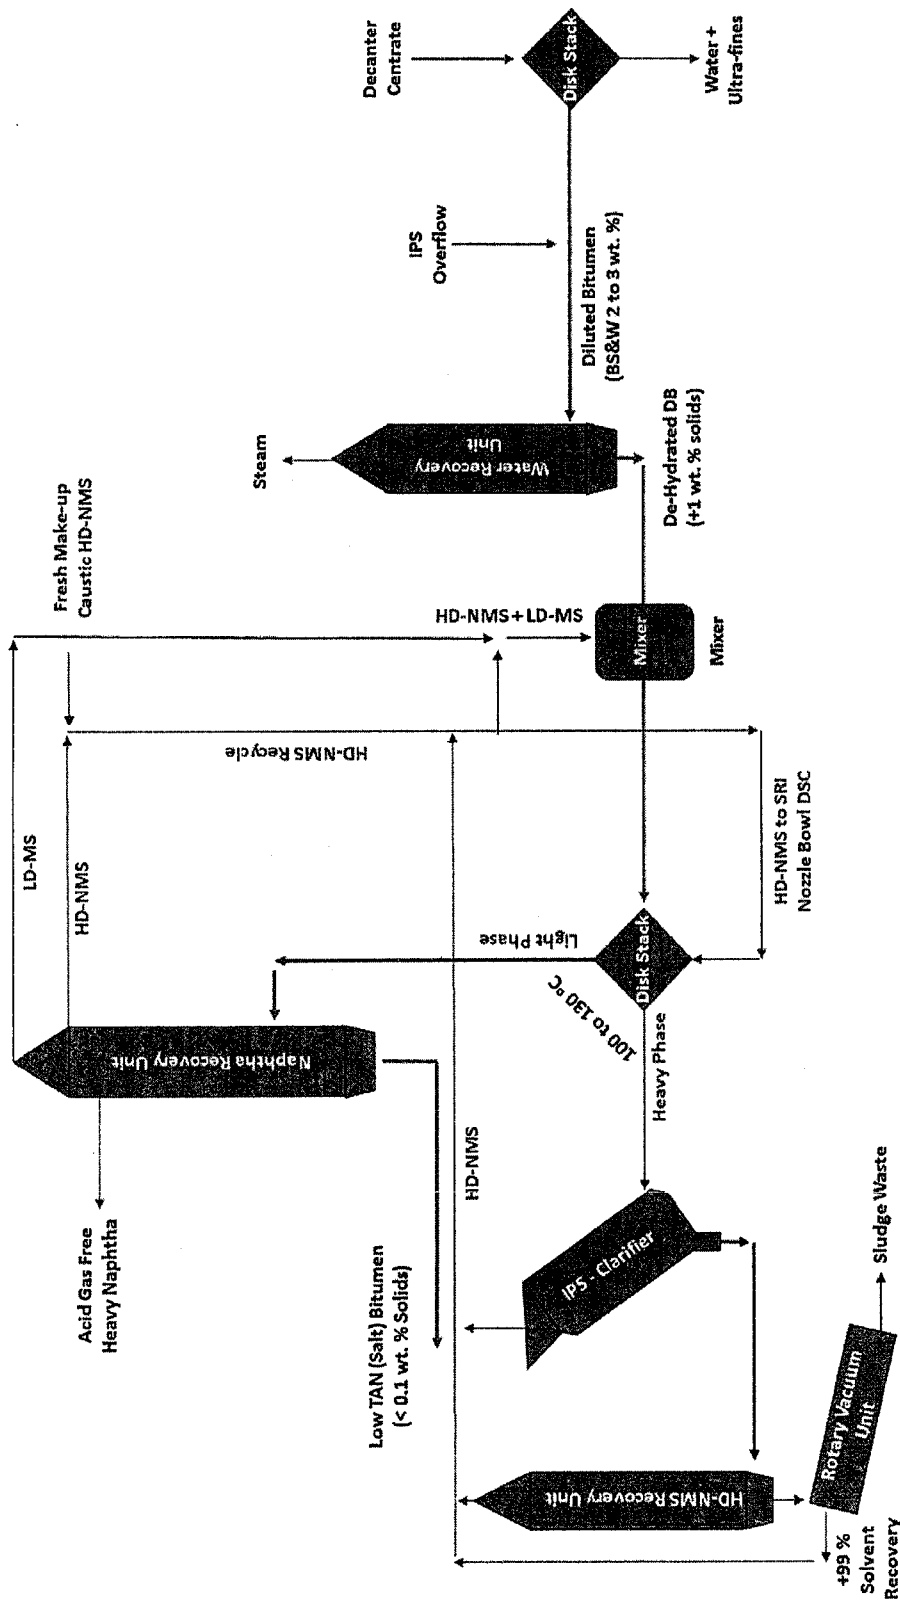 Decanter
Centrate
Disk Stack
Water +
Ultra-fines
IPS
Overflow
Diluted Bitumen
(BS&W 2 to 3 wt. %)
Steam
Water Recovery
Unit
De-Hydrated DB
(+1 wt. % solids)
Fresh Make-up
Caustic HD-NMS
HD-NMS + LD-MS
Mixer
Mixer
HD-NMS Recycle
LD-MS
HD-NMS
HD-NMS to SRI
Nozzle Bowl DSC
Light Phase
Disk Stack
100 to 130 ºC
Heavy Phase
Naphtha Recovery Unit
Acid Gas Free
Heavy Naphtha
HD-NMS
Low TAN (Salt) Bitumen
(< 0.1 wt. % Solids)
IPS - Clarifier
Sludge Waste
Rotary Vacuum
Unit
HD-NMS Recovery Unit
+99 %
Solvent
Recovery